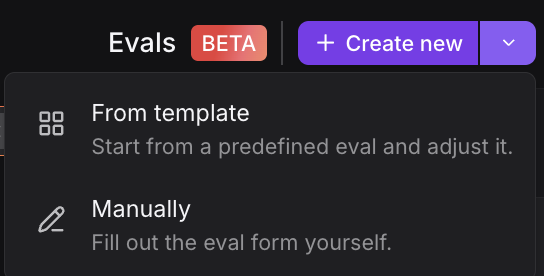 Evals BETA + Create new
From template
Start from a predefined eval and adjust it.
Manually
Fill out the eval form yourself.